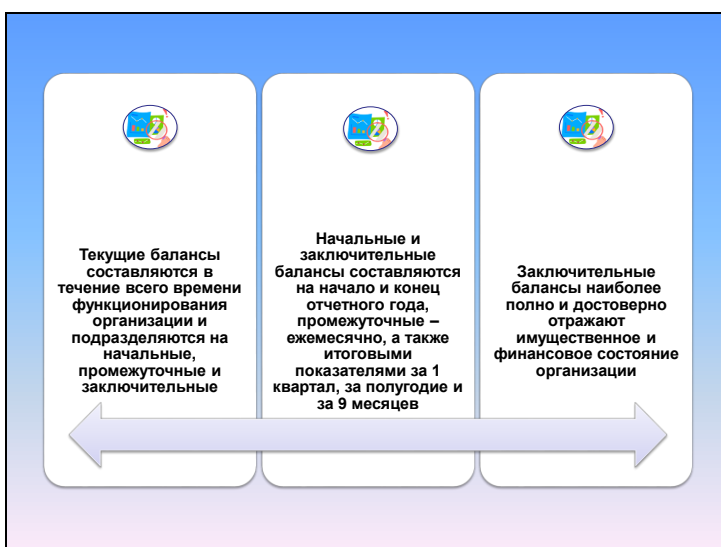 Текущие балансы
составляются в
течение всего времени
функционирования
организации и
подразделяются на
начальные,
промежуточные и
заключительные
Начальные и
заключительные
балансы составляются
на начало и конец
отчетного года,
промежуточные –
ежемесячно, а также
итоговыми
показателями за 1
квартал, за полугодие и
за 9 месяцев
Заключительные
балансы наиболее
полно и достоверно
отражают
имущественное и
финансовое состояние
организации